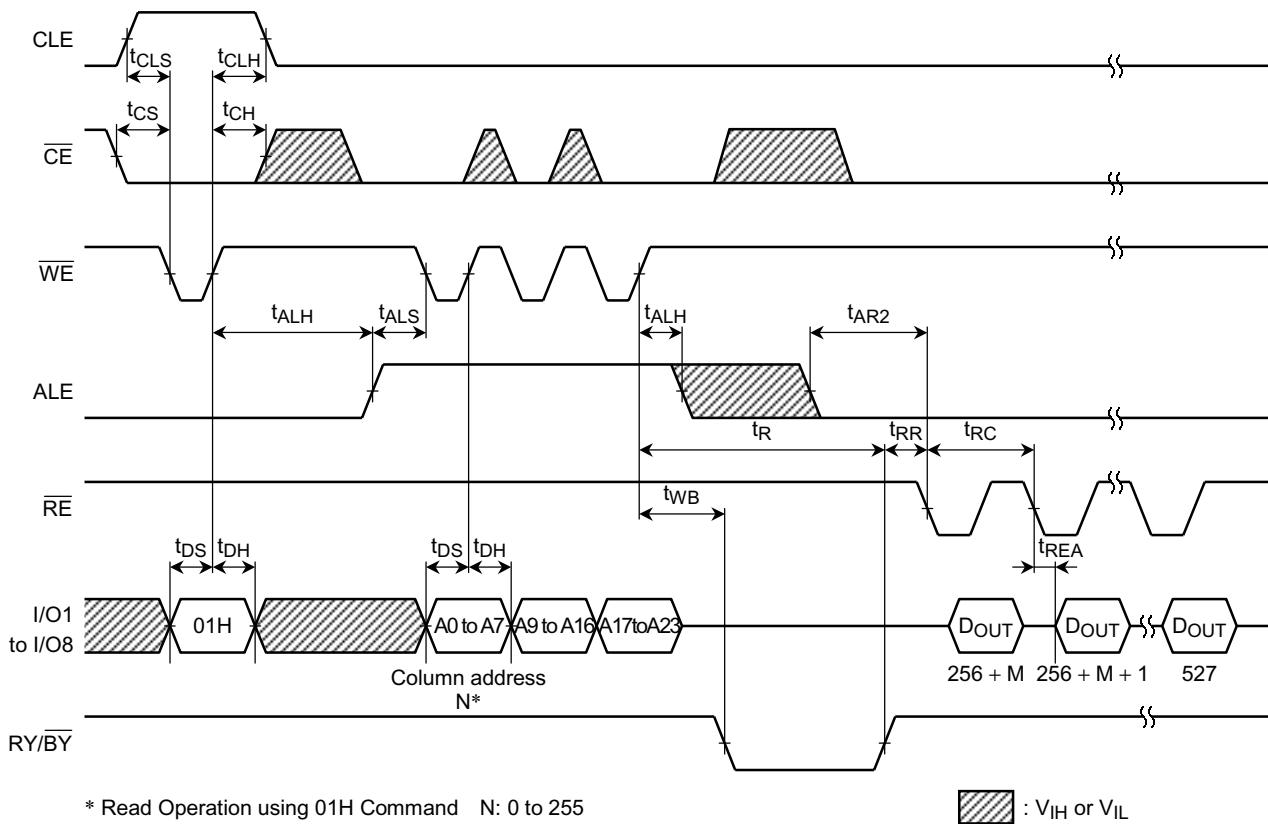 CLE
tCLS tCLH
tCS tCH
CE
WE
tALH tALS tALH tAR2
ALE
tR tRR tRC
RE
tWB
tDS tDH tDS tDH tREA
I/O1
to I/O8
01H A0 to A7 A9 to A16 A17toA23 DOUT DOUT DOUT
256 + M 256 + M + 1 527
Column address
N*
RY/BY
* Read Operation using 01H Command N: 0 to 255
: VIH or VIL